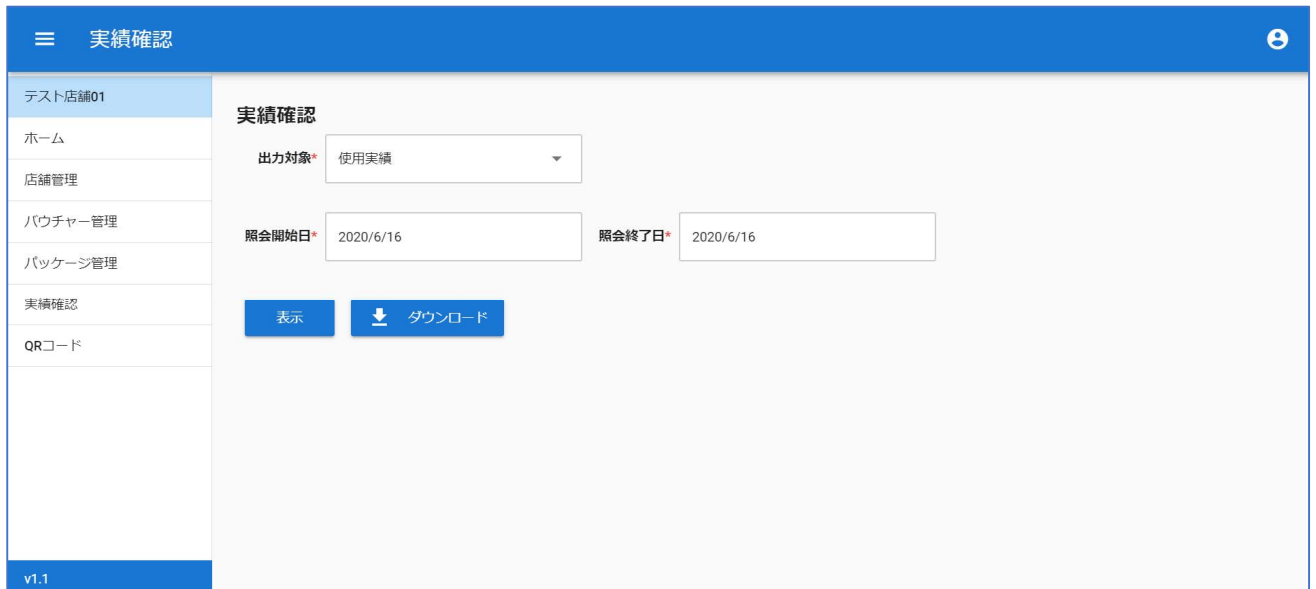 実績確認
テスト店舗01
ホーム
店舗管理
バウチャー管理
パッケージ管理
実績確認
QRコード
v1.1
実績確認
出力対象* 使用実績
照会開始日* 2020/6/16 照会終了日* 2020/6/16
表示 ダウンロード